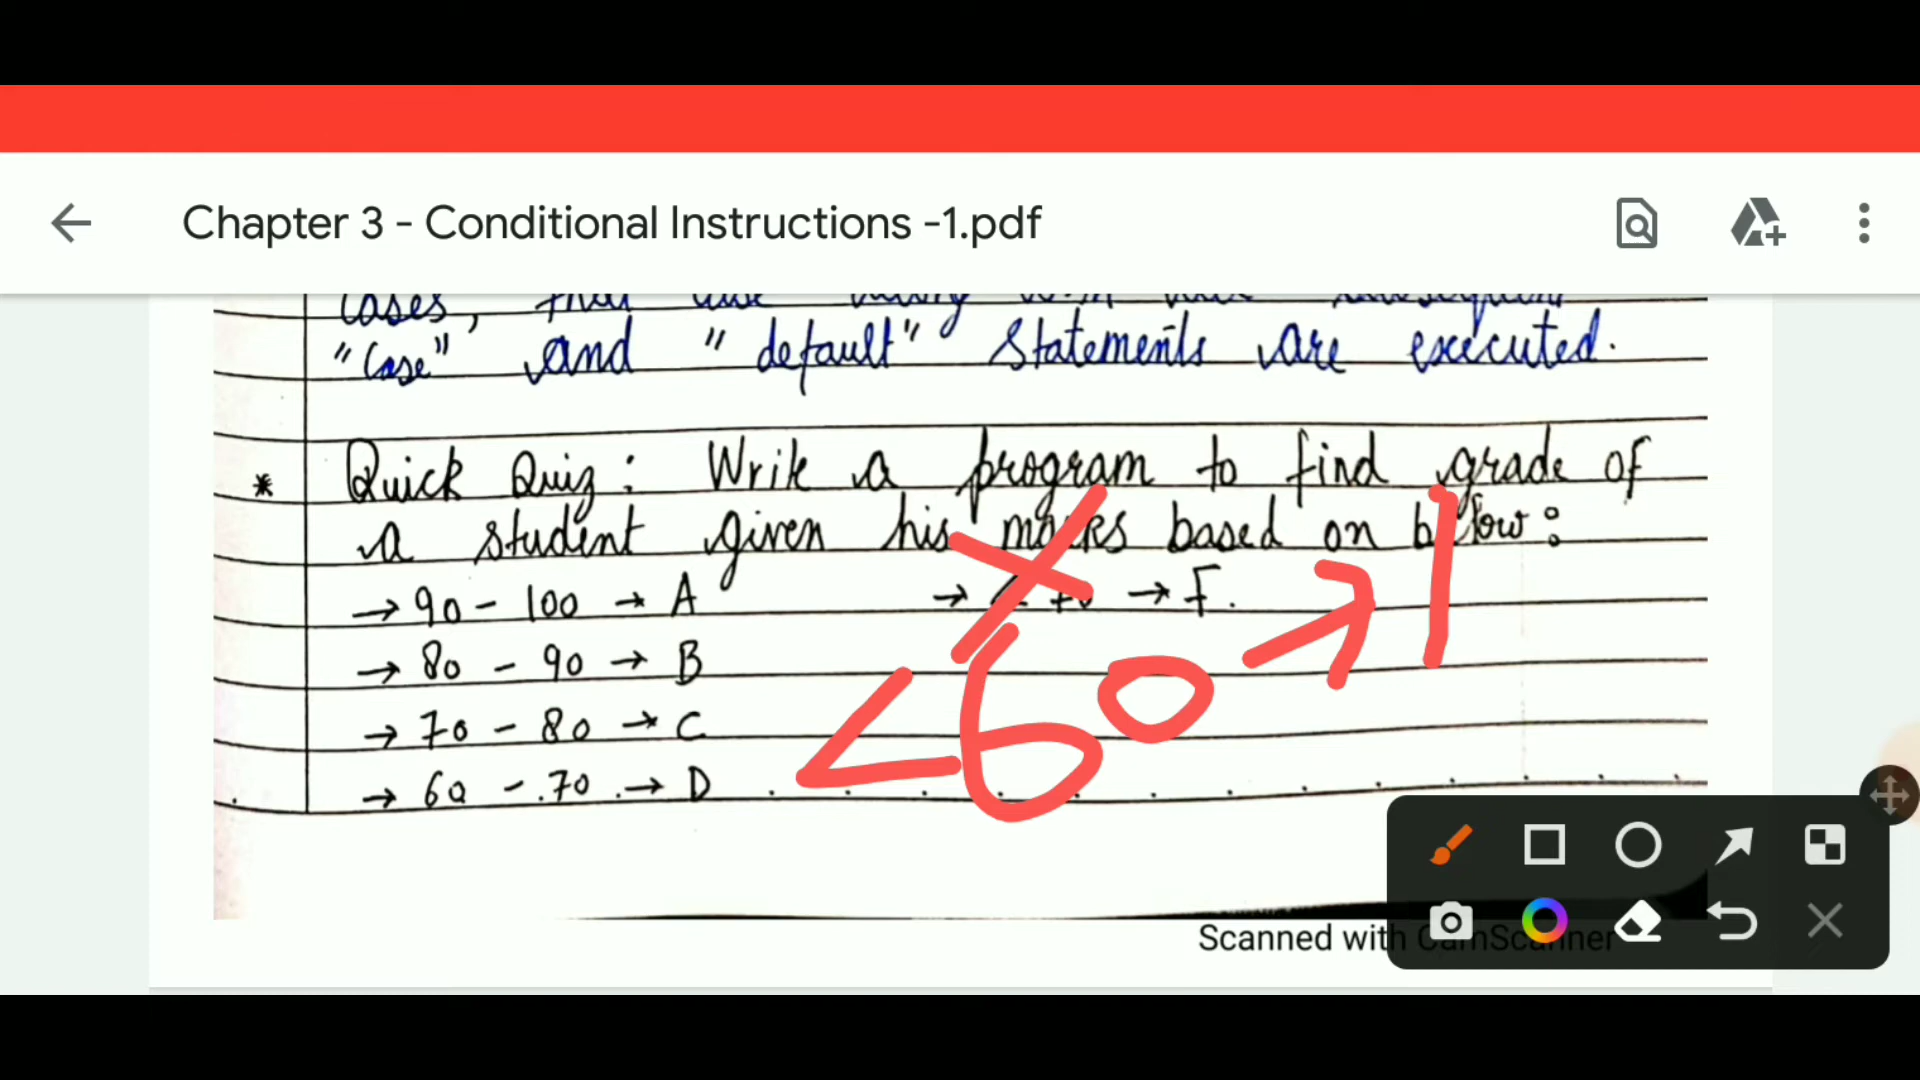 Chapter 3 - Conditional Instructions -1.pdf
"Case" and "default" statements are executed.
* Quick Quiz: Write a program to find grade of
a student given his marks based on below:
→ 90 - 100 → A → < 70 → F.
→ 80 - 90 → B
→ 70 - 80 → C
→ 60 - 70 → D
<60 →
Scanned with CamScanner